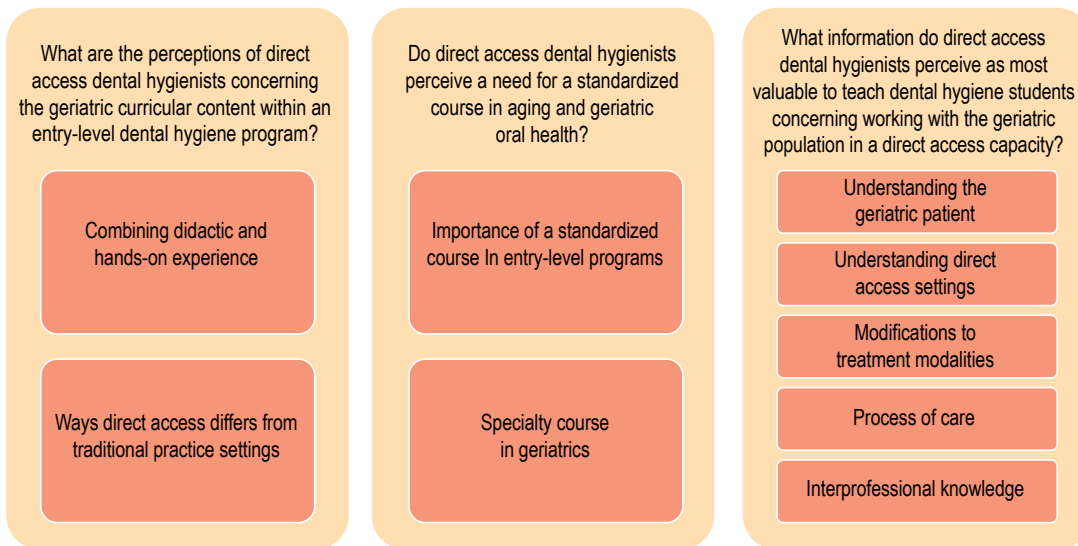 What are the perceptions of direct
access dental hygienists concerning
the geriatric curricular content within an
entry-level dental hygiene program?
Combining didactic and
hands-on experience
Ways direct access differs from
traditional practice settings
Do direct access dental hygienists
perceive a need for a standardized
course in aging and geriatric
oral health?
Importance of a standardized
course In entry-level programs
Specialty course
in geriatrics
What information do direct access
dental hygienists perceive as most
valuable to teach dental hygiene students
concerning working with the geriatric
population in a direct access capacity?
Understanding the
geriatric patient
Understanding direct
access settings
Modifications to
treatment modalities
Process of care
Interprofessional knowledge